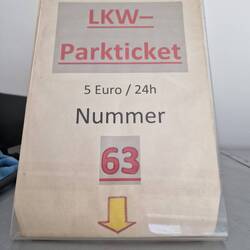 LKW–
Parkticket
5 Euro / 24h
Nummer
63